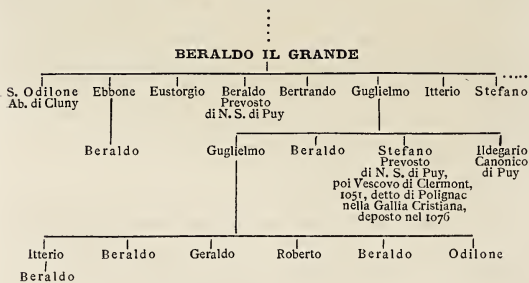 BERALDO IL GRANDE
S. Odilone Ebbone Eustorgio Beraldo Bertrando Guglielmo Itterio Stefano
Ab. di Cluny Prevosto
di N. S. di Puy
Beraldo Guglielmo Beraldo Stefano Ildegario
Prevosto Canonico
di N. S. di Puy, di Puy
poi Vescovo di Clermont,
1051, detto di Polignac
nella Gallia Cristiana,
deposto nel 1076
Itterio Beraldo Geraldo Roberto Beraldo Odilone
Beraldo